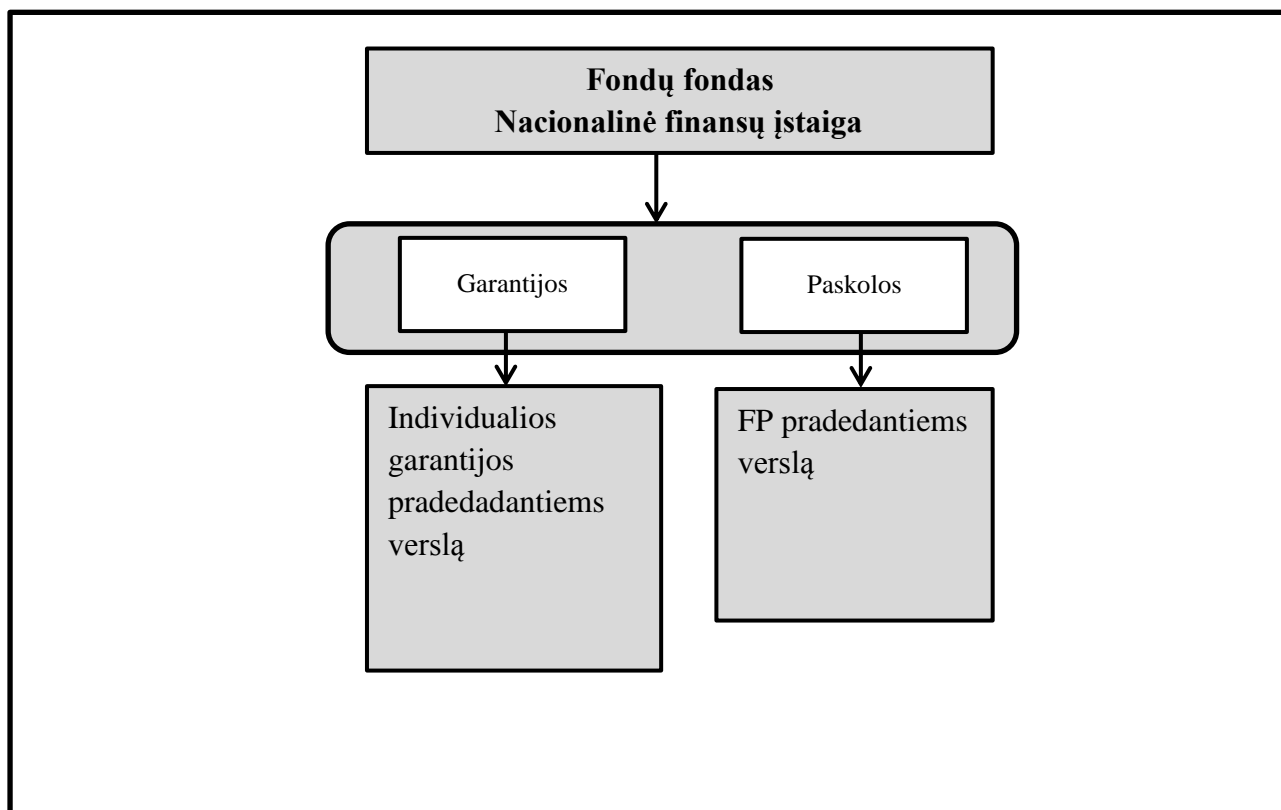 Fondų fondas
Nacionalinė finansų įstaiga
Garantijos
Paskolos
Individualios
garantijos
pradedadantiems
verslą
FP pradedantiems
verslą